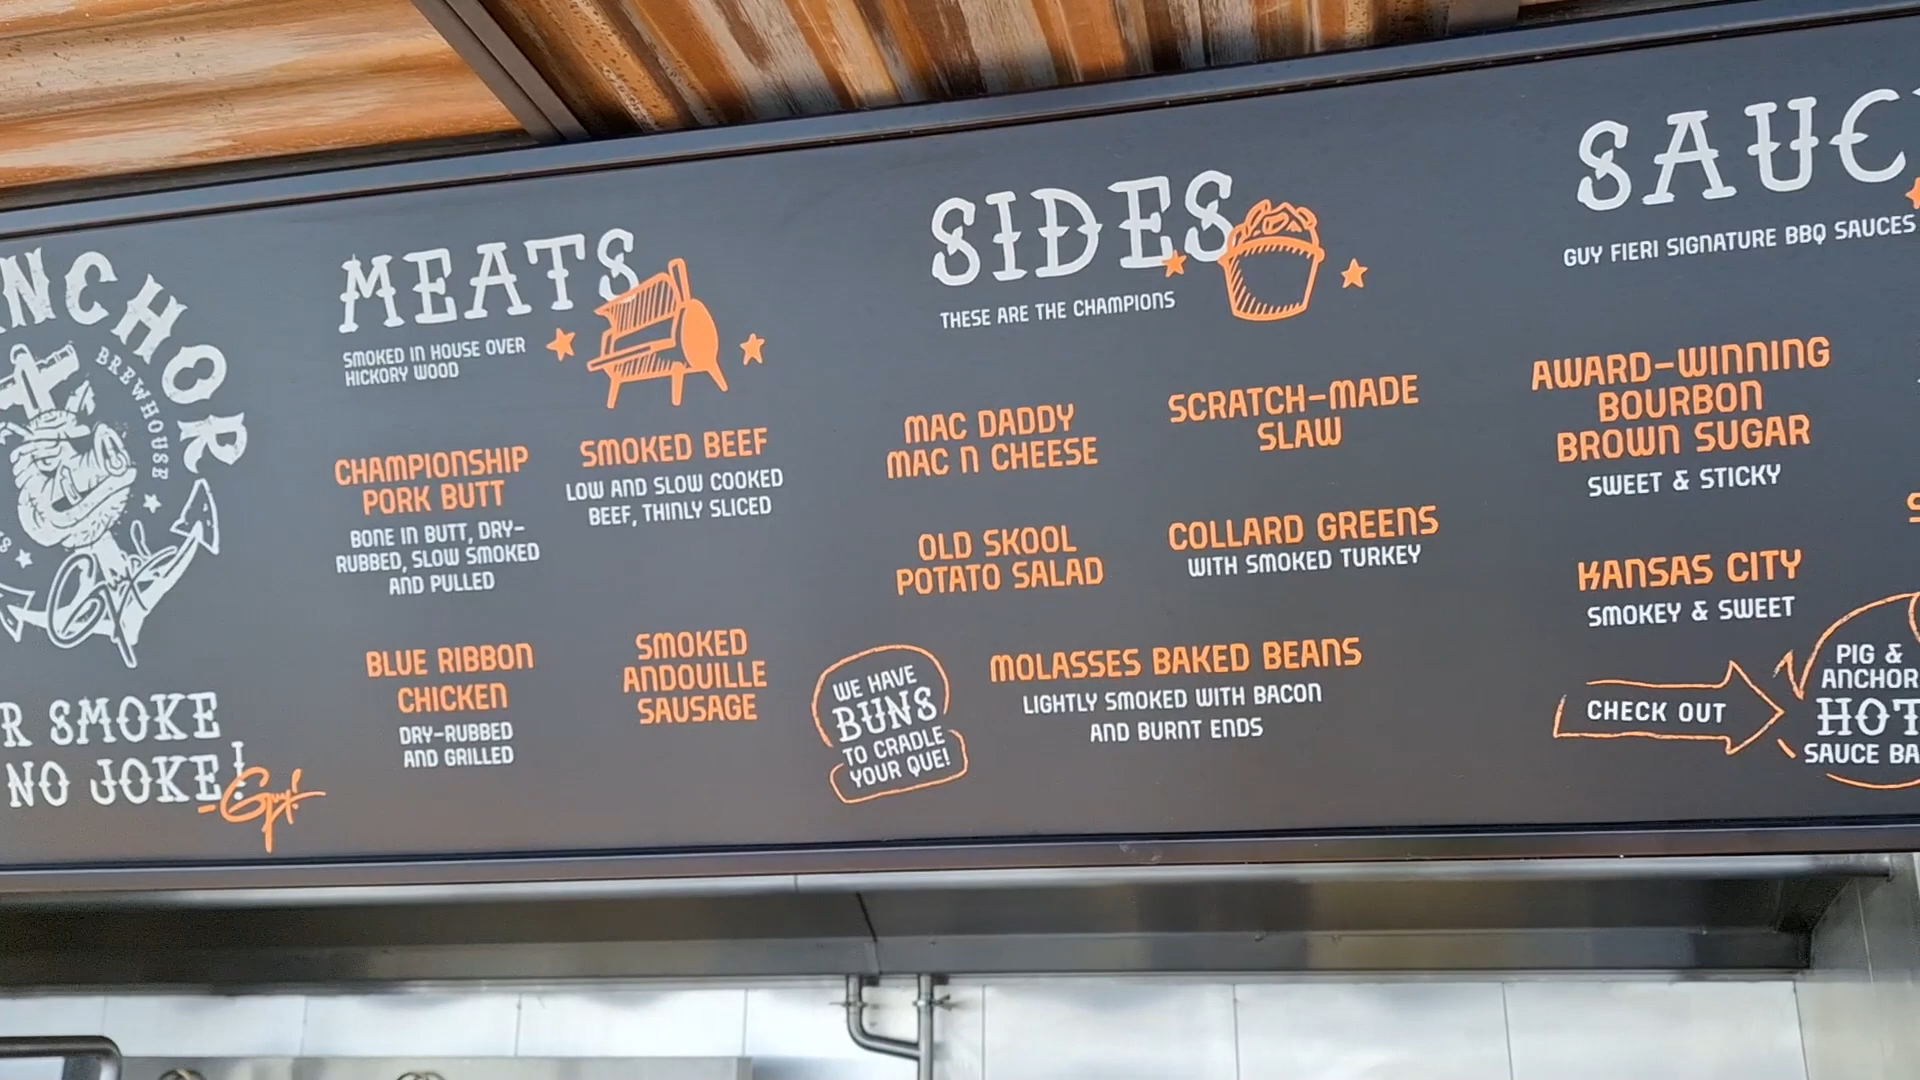 NCHOR
BREWHOUSE
Guy
R SMOKE
NO JOKE!
Guy!
MEATS
SMOKED IN HOUSE OVER
HICKORY WOOD
CHAMPIONSHIP
PORK BUTT
BONE IN BUTT, DRY-
RUBBED, SLOW SMOKED
AND PULLED
SMOKED BEEF
LOW AND SLOW COOKED
BEEF, THINLY SLICED
BLUE RIBBON
CHICKEN
DRY-RUBBED
AND GRILLED
SMOKED
ANDOUILLE
SAUSAGE
SIDES
THESE ARE THE CHAMPIONS
MAC DADDY
MAC N CHEESE
SCRATCH-MADE
SLAW
OLD SKOOL
POTATO SALAD
COLLARD GREENS
WITH SMOKED TURKEY
WE HAVE
BUNS
TO CRADLE
YOUR QUE!
MOLASSES BAKED BEANS
LIGHTLY SMOKED WITH BACON
AND BURNT ENDS
SAUC
GUY FIERI SIGNATURE BBQ SAUCES
AWARD-WINNING
BOURBON
BROWN SUGAR
SWEET & STICKY
KANSAS CITY
SMOKEY & SWEET
CHECK OUT
PIG &
ANCHOR
HOT
SAUCE BA